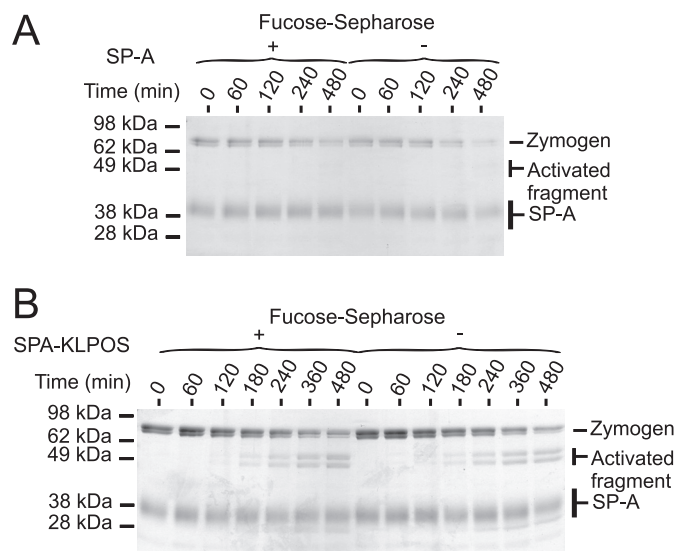 A
Fucose-Sepharose
SP-A + -
Time (min) 0 60 120 240 480 0 60 120 240 480
98 kDa
62 kDa Zymogen
49 kDa Activated
fragment
38 kDa SP-A
28 kDa
B
Fucose-Sepharose
SPA-KLPOS + -
Time (min) 0 60 120 180 240 360 480 0 60 120 180 240 360 480
98 kDa
62 kDa Zymogen
49 kDa Activated
fragment
38 kDa SP-A
28 kDa